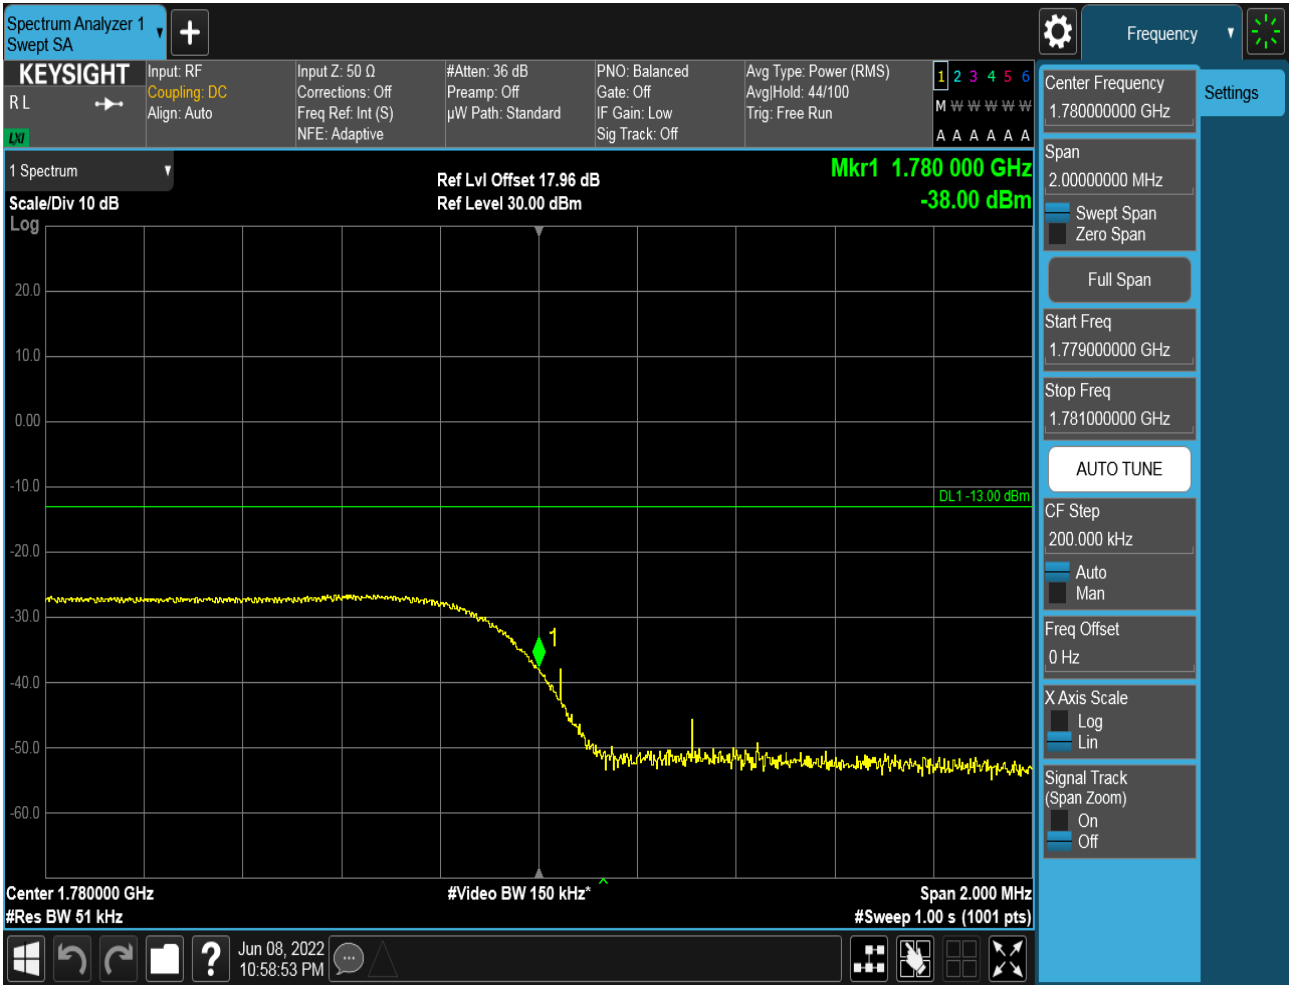 Spectrum Analyzer 1
Swept SA
Frequency
KEYSIGHT
R L
LXI
Input: RF
Coupling: DC
Align: Auto
Input Z: 50 Ω
Corrections: Off
Freq Ref: Int (S)
NFE: Adaptive
#Atten: 36 dB
Preamp: Off
µW Path: Standard
PNO: Balanced
Gate: Off
IF Gain: Low
Sig Track: Off
Avg Type: Power (RMS)
Avg|Hold: 44/100
Trig: Free Run
1 2 3 4 5 6
M W W W W W
A A A A A A
1 Spectrum
Scale/Div 10 dB
Log
Ref Lvl Offset 17.96 dB
Ref Level 30.00 dBm
Mkr1 1.780 000 GHz
-38.00 dBm
20.0
10.0
0.00
-10.0
-20.0
-30.0
-40.0
-50.0
-60.0
DL1 -13.00 dBm
1
Center 1.780000 GHz
#Res BW 51 kHz
#Video BW 150 kHz*
Span 2.000 MHz
#Sweep 1.00 s (1001 pts)
Center Frequency
1.780000000 GHz
Span
2.00000000 MHz
Swept Span
Zero Span
Full Span
Start Freq
1.779000000 GHz
Stop Freq
1.781000000 GHz
AUTO TUNE
CF Step
200.000 kHz
Auto
Man
Freq Offset
0 Hz
X Axis Scale
Log
Lin
Signal Track
(Span Zoom)
On
Off
Settings
?
Jun 08, 2022
10:58:53 PM